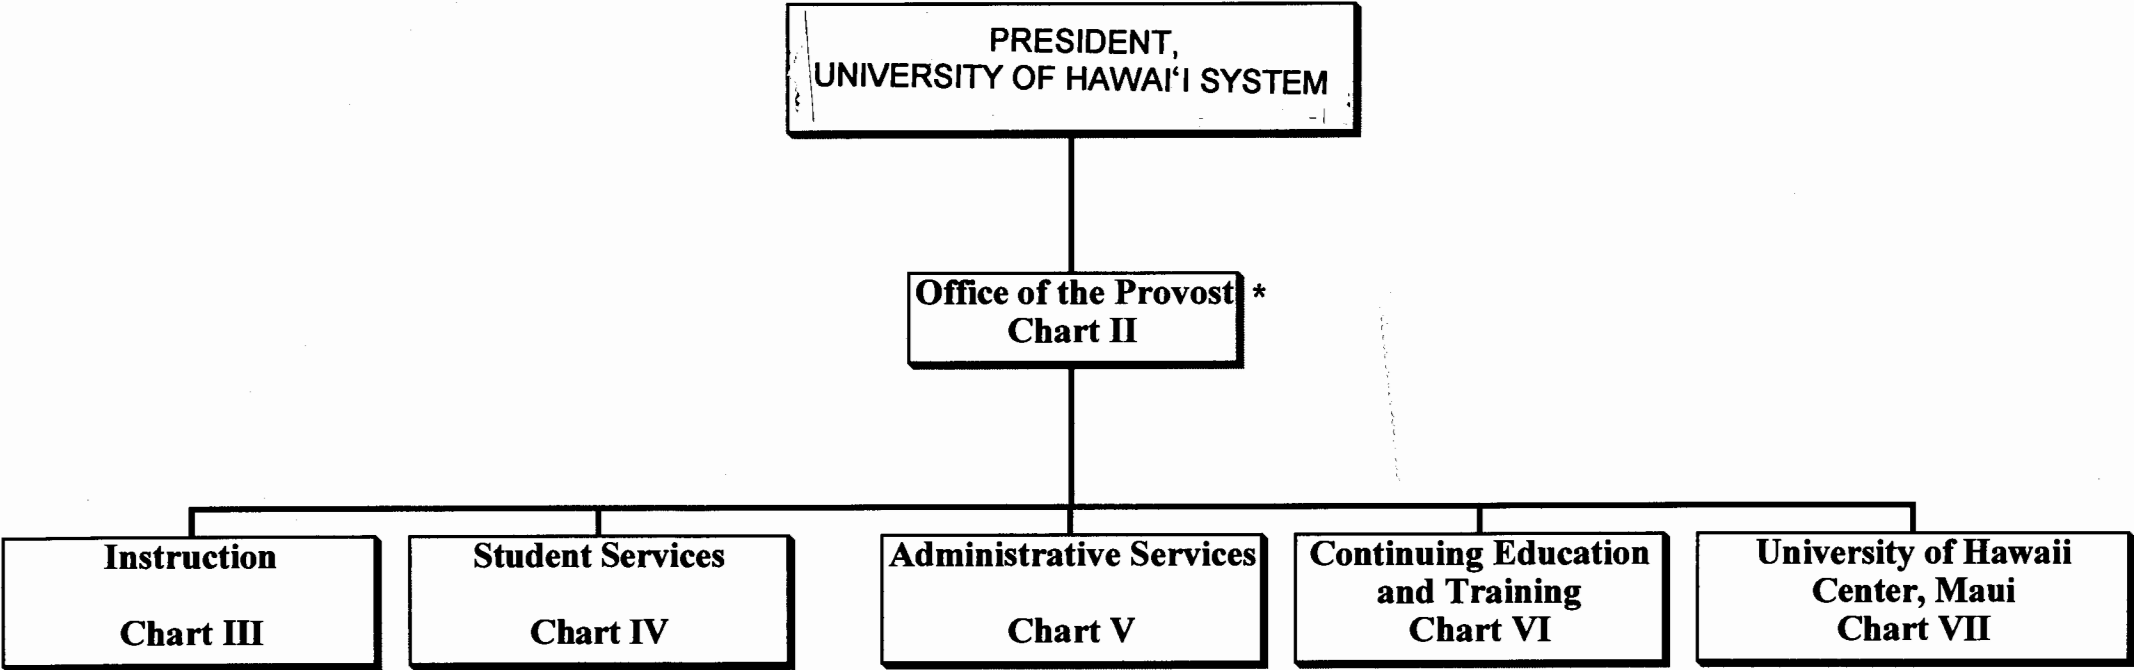 PRESIDENT,
UNIVERSITY OF HAWAI‘I SYSTEM
Office of the Provost *
Chart II
Instruction
Chart III
Student Services
Chart IV
Administrative Services
Chart V
Continuing Education
and Training
Chart VI
University of Hawaii
Center, Maui
Chart VII